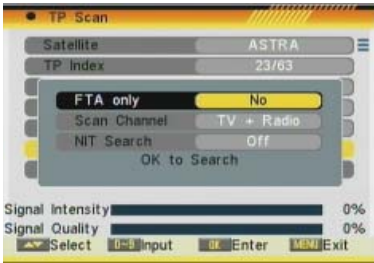 TP Scan
Satellite ASTRA
TP Index 23/63
FTA only No
Scan Channel TV + Radio
NIT Search Off
OK to Search
Signal Intensity 0%
Signal Quality 0%
Select 0~9 Input OK Enter MENU Exit